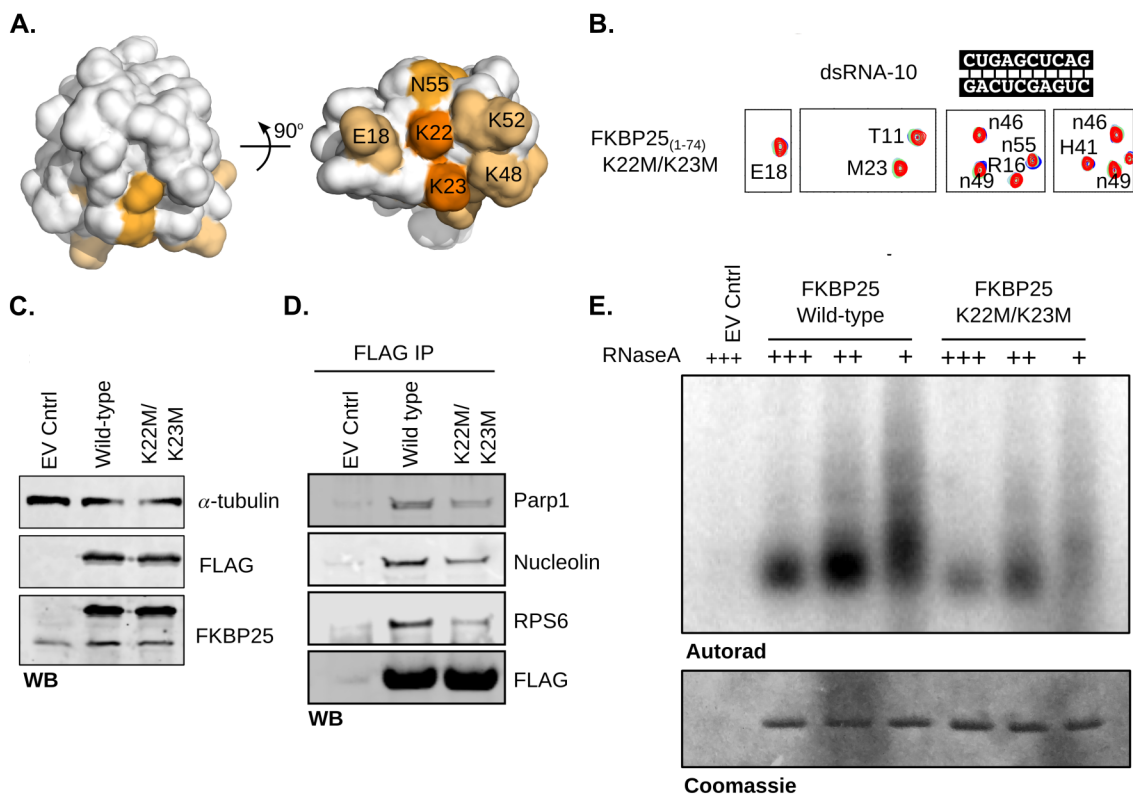 A.
90°
E18
N55
K22
K23
K52
K48
B.
dsRNA-10
CUGAGCUCAG
GACUCGAGUC
FKBP25(1-74)
K22M/K23M
E18
T11
M23
n46
n55
R16
n49
n46
H41
n49
C.
EV Cntrl
Wild-type
K22M/
K23M
α-tubulin
FLAG
FKBP25
WB
D.
FLAG IP
EV Cntrl
Wild type
K22M/
K23M
Parp1
Nucleolin
RPS6
FLAG
WB
E.
EV Cntrl
FKBP25
Wild-type
FKBP25
K22M/K23M
RNaseA +++ +++ ++ + +++ ++ +
Autorad
Coomassie